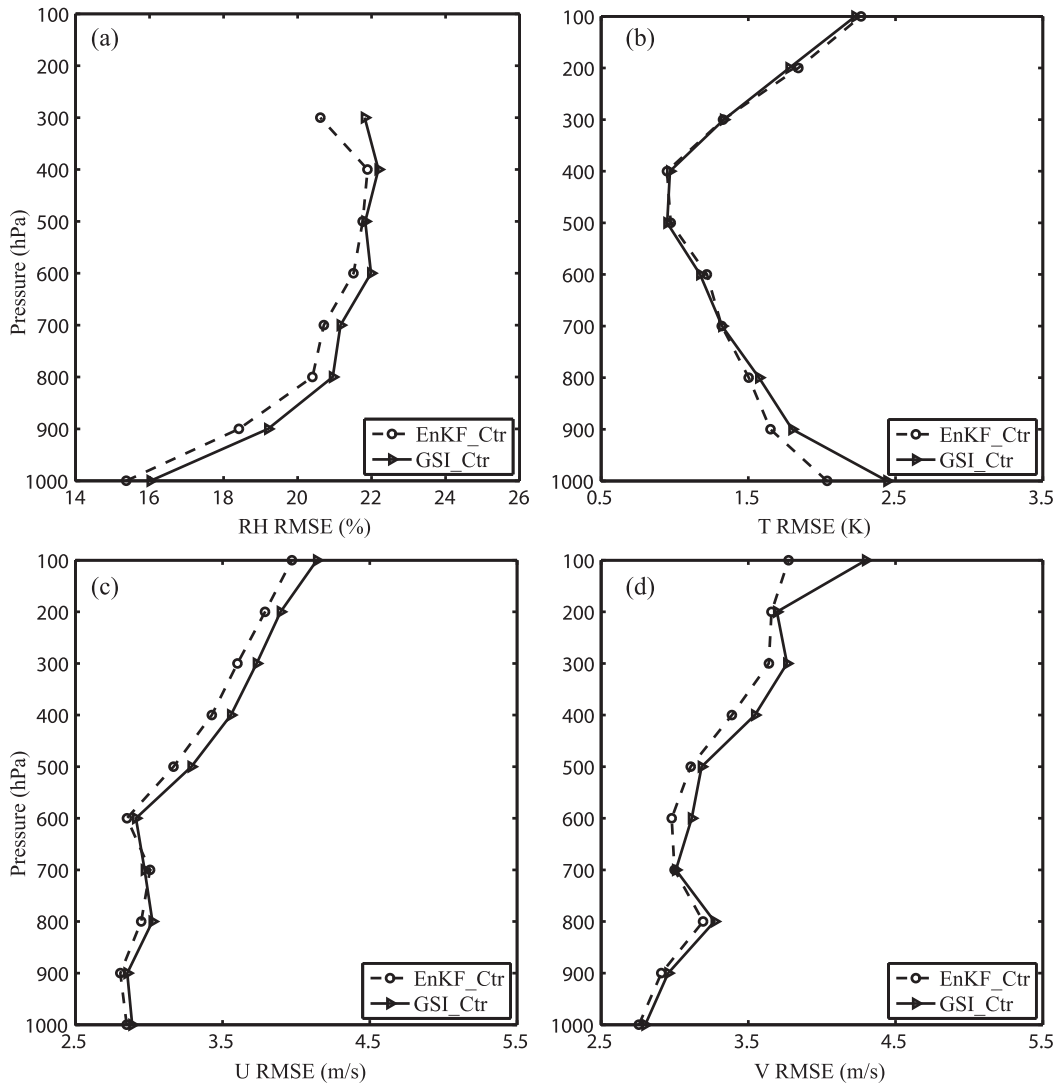 (a)
100
200
300
400
500
600
700
800
900
1000
Pressure (hPa)
14 16 18 20 22 24 26
RH RMSE (%)
EnKF_Ctr
GSI_Ctr
(b)
100
200
300
400
500
600
700
800
900
1000
0.5 1.5 2.5 3.5
T RMSE (K)
EnKF_Ctr
GSI_Ctr
(c)
100
200
300
400
500
600
700
800
900
1000
Pressure (hPa)
2.5 3.5 4.5 5.5
U RMSE (m/s)
EnKF_Ctr
GSI_Ctr
(d)
100
200
300
400
500
600
700
800
900
1000
2.5 3.5 4.5 5.5
V RMSE (m/s)
EnKF_Ctr
GSI_Ctr